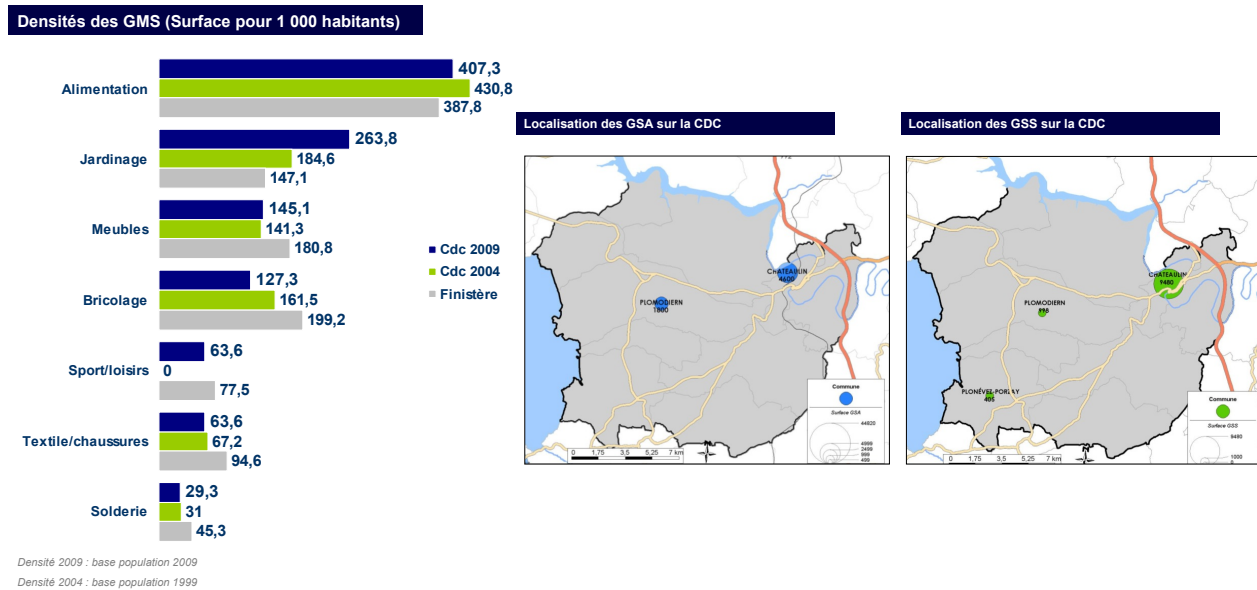 Densités des GMS (Surface pour 1 000 habitants)
Alimentation
407,3
430,8
387,8
Jardinage
263,8
184,6
147,1
Meubles
145,1
141,3
180,8
Bricolage
127,3
161,5
199,2
Sport/loisirs
63,6
0
77,5
Textile/chaussures
63,6
67,2
94,6
Solderie
29,3
31
45,3
Cdc 2009
Cdc 2004
Finistère
Densité 2009 : base population 2009
Densité 2004 : base population 1999
Localisation des GSA sur la CDC
CHATEAULIN
4600
PLOMODIERN
1800
Commune
Surface GSA
44820
4999
2499
999
499
0 1,75 3,5 5,25 7 km
Localisation des GSS sur la CDC
CHATEAULIN
9480
PLOMODIERN
998
PLONÉVEZ-PORZAY
Commune
Surface GSS
9480
1000
0
0 1,75 3,5 5,25 7 km